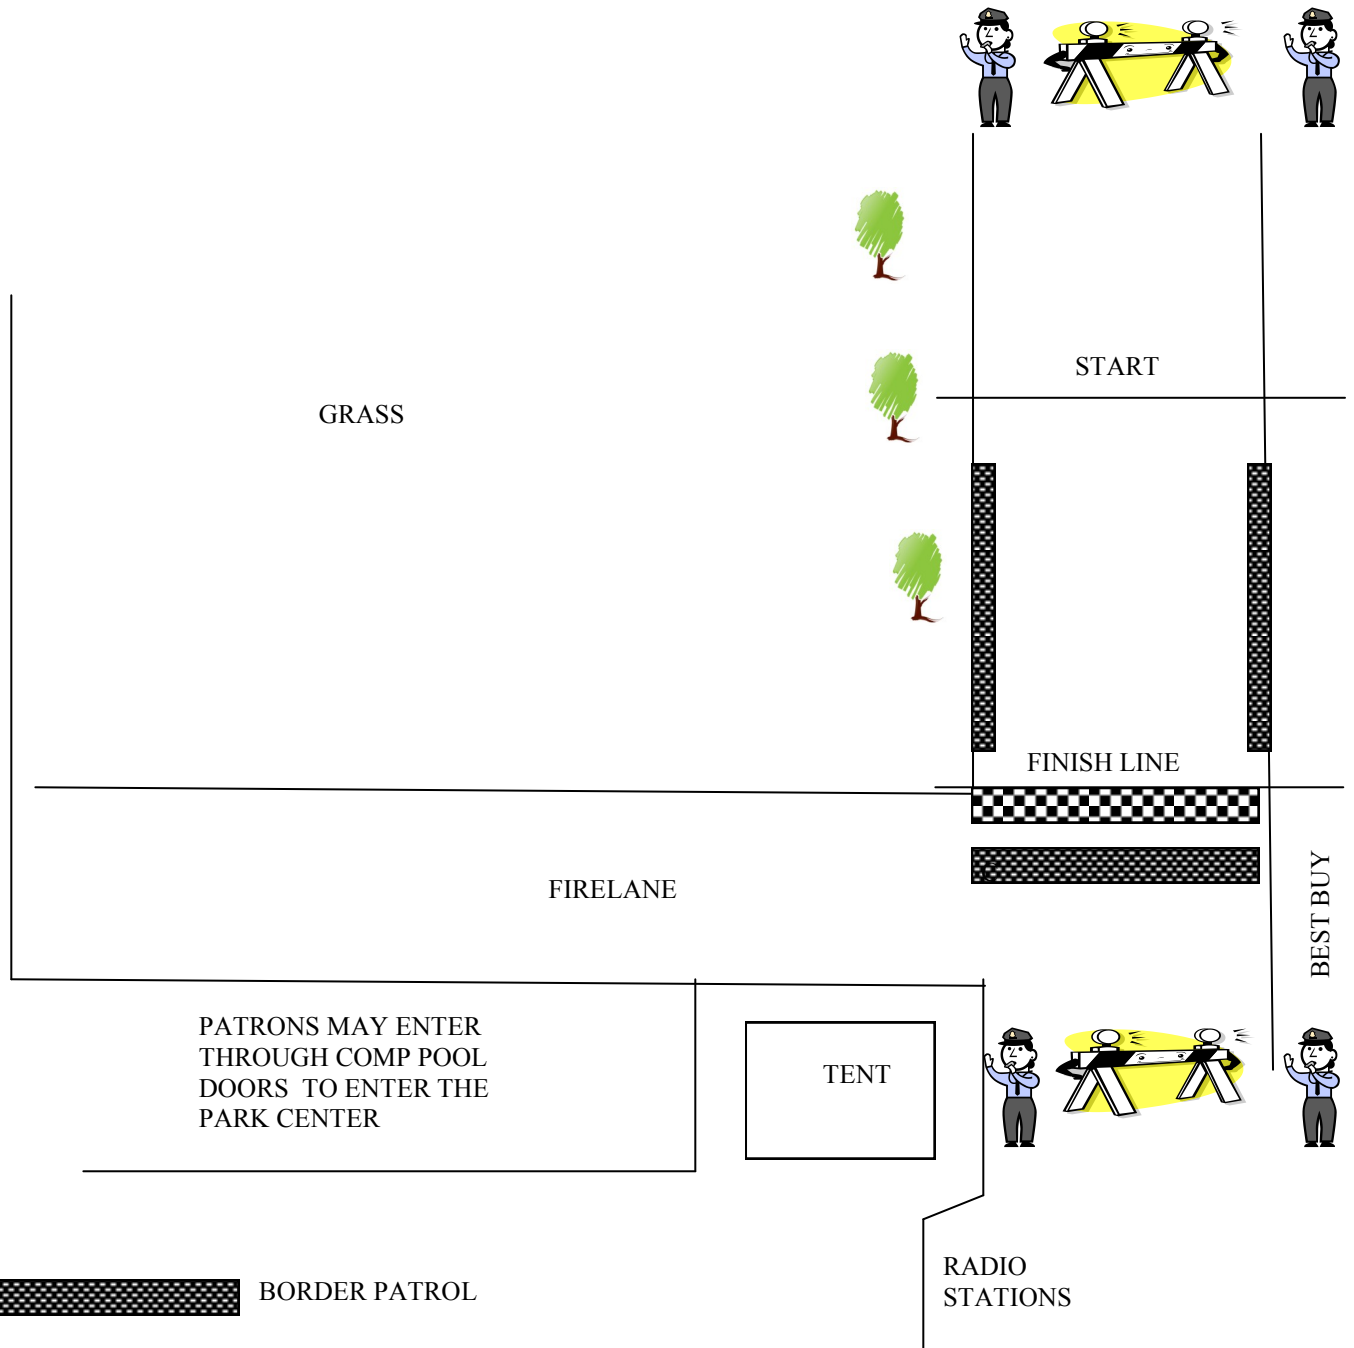 START
GRASS
FINISH LINE
FIRELANE
C
BEST BUY
PATRONS MAY ENTER
THROUGH COMP POOL
DOORS TO ENTER THE
PARK CENTER
TENT
RADIO
STATIONS
BORDER PATROL